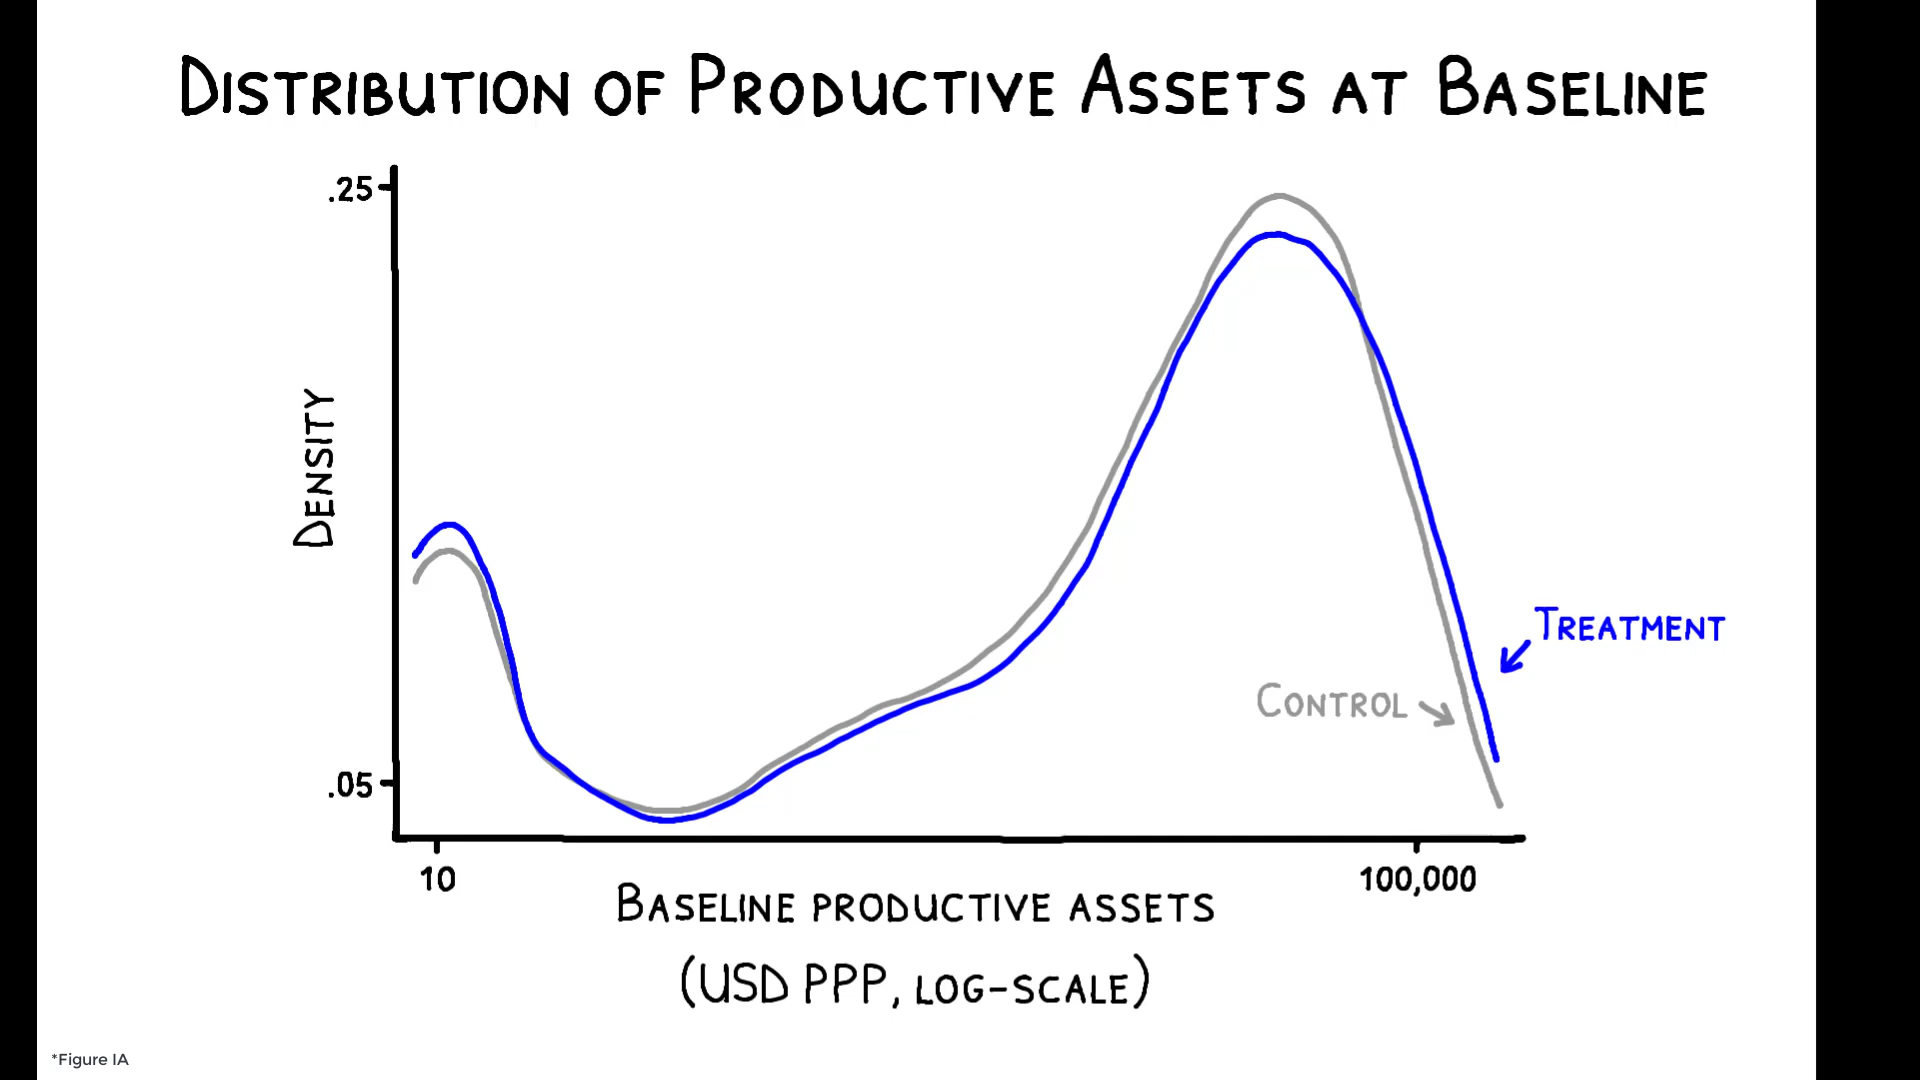 Distribution of Productive Assets at Baseline
.25
Density
Treatment
Control
.05
10
100,000
Baseline productive assets
(USD PPP, log-scale)
*Figure IA